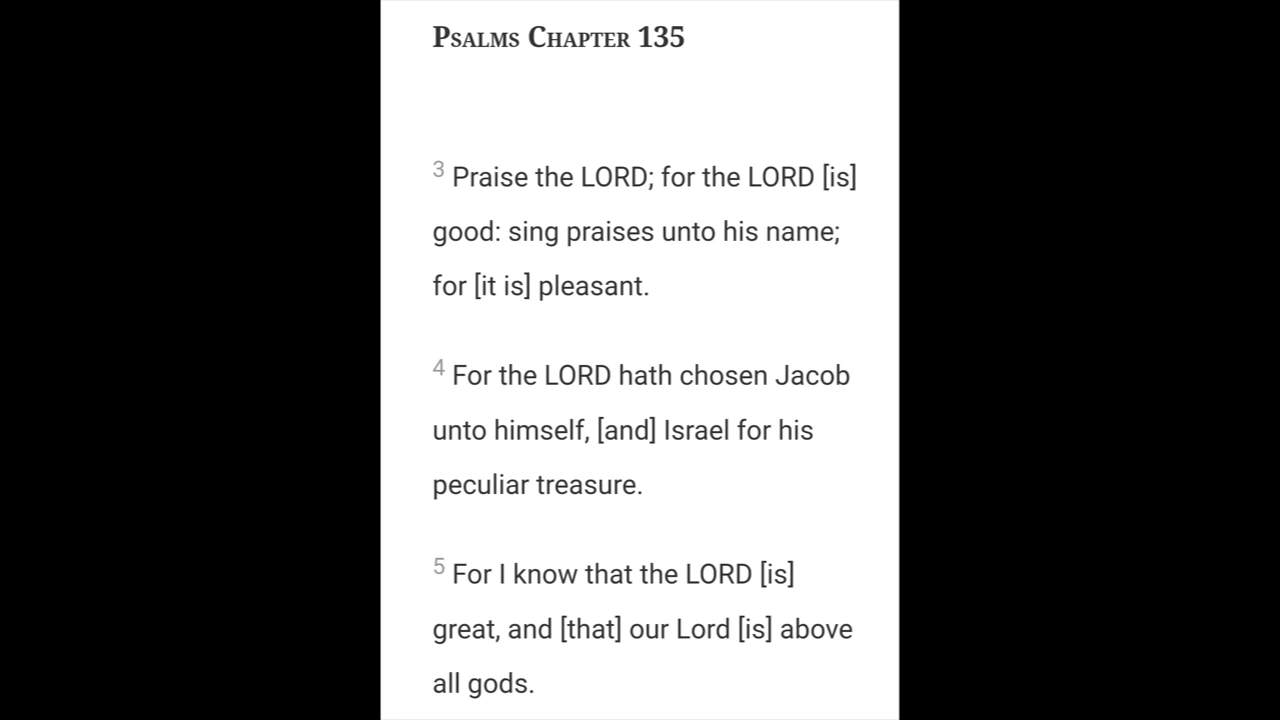 Psalms Chapter 135
3 Praise the LORD; for the LORD [is]
good: sing praises unto his name;
for [it is] pleasant.
4 For the LORD hath chosen Jacob
unto himself, [and] Israel for his
peculiar treasure.
5 For I know that the LORD [is]
great, and [that] our Lord [is] above
all gods.